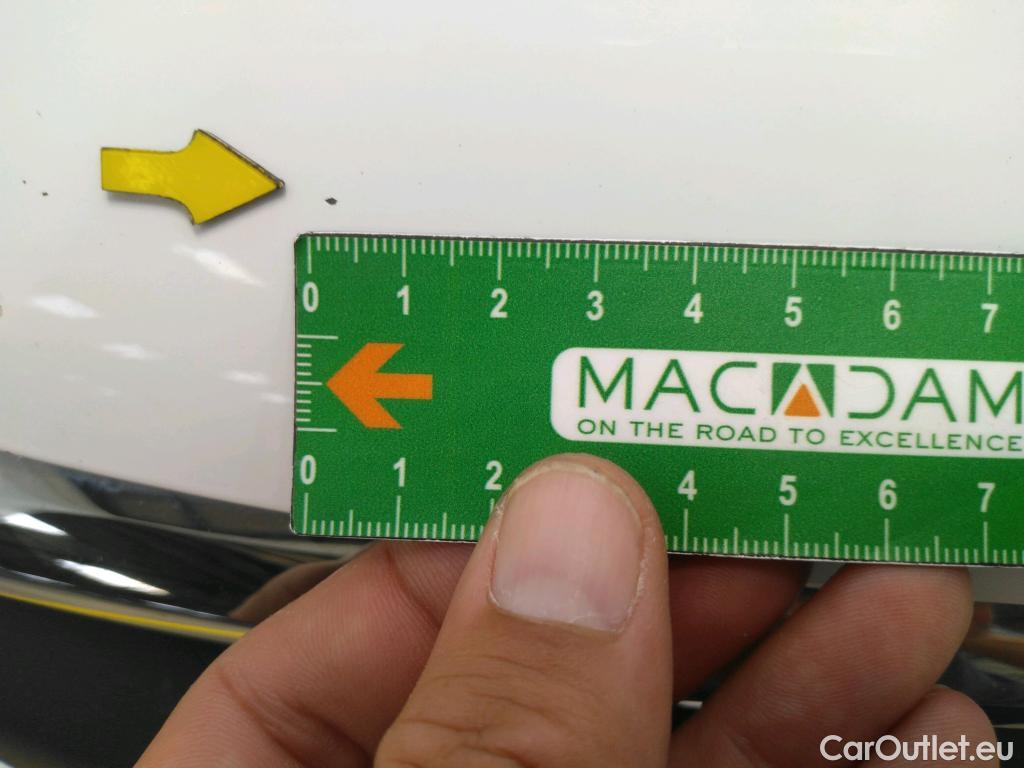 0 1 2 3 4 5 6 7
MACADAM
ON THE ROAD TO EXCELLENCE
0 1 2 4 5 6 7
CarOutlet.eu